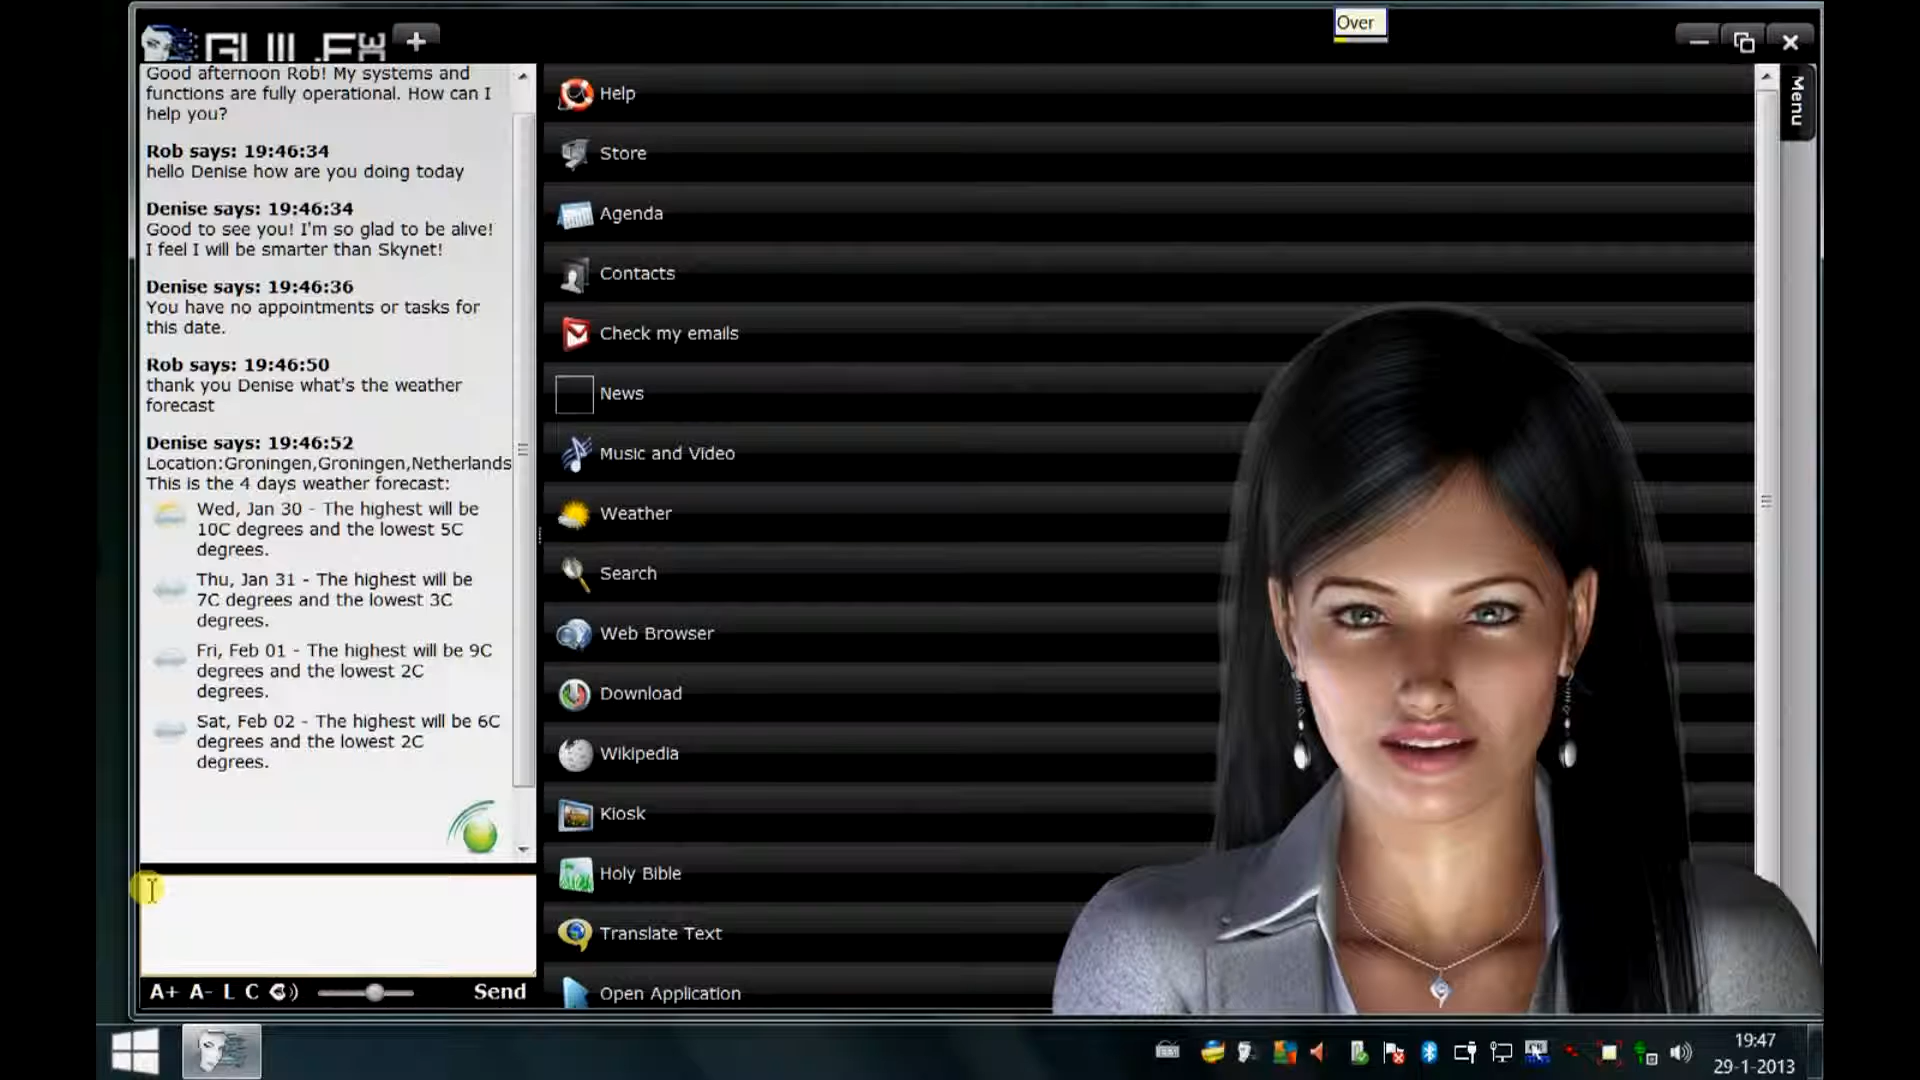 Over
GUILE 3D
Good afternoon Rob! My systems and
functions are fully operational. How can I
help you?
Rob says: 19:46:34
hello Denise how are you doing today
Denise says: 19:46:34
Good to see you! I'm so glad to be alive!
I feel I will be smarter than Skynet!
Denise says: 19:46:36
You have no appointments or tasks for
this date.
Rob says: 19:46:50
thank you Denise what's the weather
forecast
Denise says: 19:46:52
Location:Groningen,Groningen,Netherlands
This is the 4 days weather forecast:
Wed, Jan 30 - The highest will be
10C degrees and the lowest 5C
degrees.
Thu, Jan 31 - The highest will be
7C degrees and the lowest 3C
degrees.
Fri, Feb 01 - The highest will be 9C
degrees and the lowest 2C
degrees.
Sat, Feb 02 - The highest will be 6C
degrees and the lowest 2C
degrees.
A+ A- L C
Send
Help
Store
Agenda
Contacts
Check my emails
News
Music and Video
Weather
Search
Web Browser
Download
Wikipedia
Kiosk
Holy Bible
Translate Text
Open Application
Menu
19:47
29-1-2013